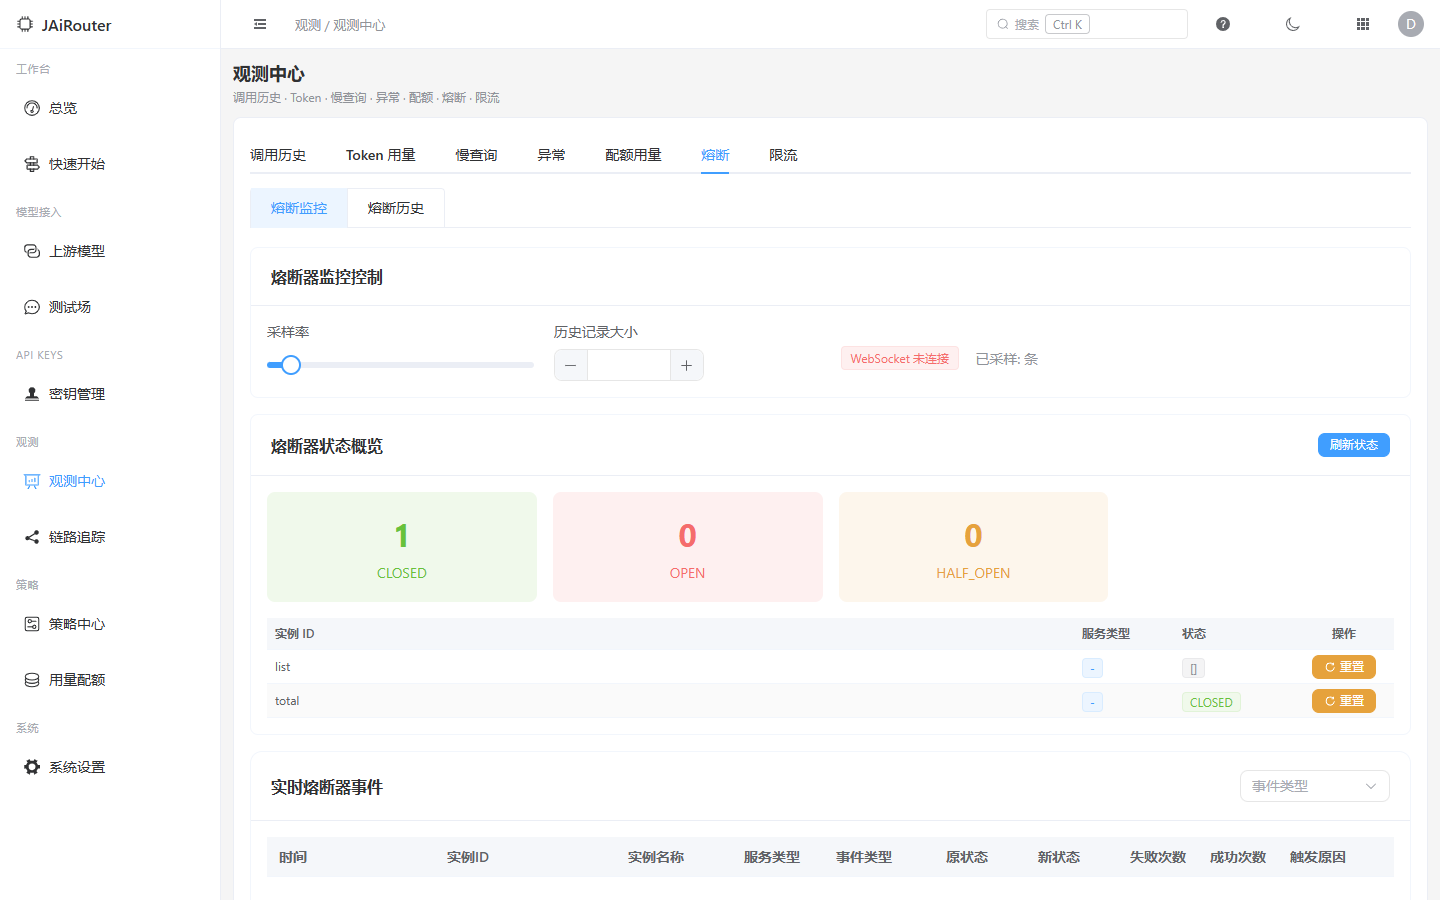 JAiRouter
观测 / 观测中心
搜索 Ctrl K
D
工作台
总览
快速开始
模型接入
上游模型
测试场
API KEYS
密钥管理
观测
观测中心
链路追踪
策略
策略中心
用量配额
系统
系统设置
观测中心
调用历史 · Token · 慢查询 · 异常 · 配额 · 熔断 · 限流
调用历史 Token 用量 慢查询 异常 配额用量 熔断 限流
熔断监控 熔断历史
熔断器监控控制
采样率 历史记录大小
WebSocket 未连接 已采样: 条
熔断器状态概览 刷新状态
1 0 0
CLOSED OPEN HALF_OPEN
实例 ID 服务类型 状态 操作
list - [] 重置
total - CLOSED 重置
实时熔断器事件 事件类型
时间 实例ID 实例名称 服务类型 事件类型 原状态 新状态 失败次数 成功次数 触发原因